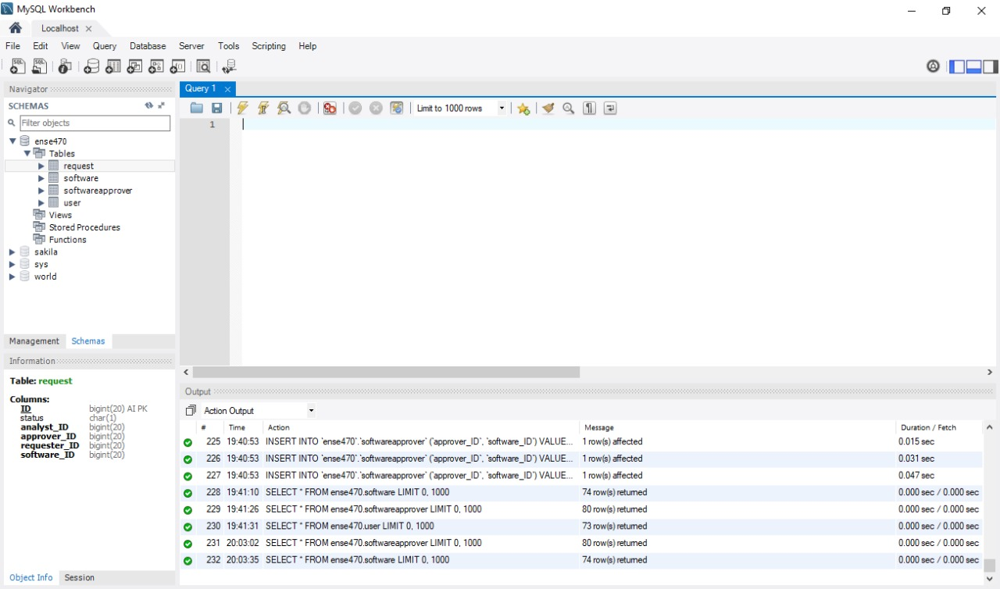 MySQL Workbench
Localhost
File Edit View Query Database Server Tools Scripting Help
Navigator
SCHEMAS
Filter objects
ense470
Tables
request
software
softwareapprover
user
Views
Stored Procedures
Functions
sakila
sys
world
Management Schemas
Information
Table: request
Columns:
ID bigint(20) AI PK
status char(1)
analyst_ID bigint(20)
approver_ID bigint(20)
requester_ID bigint(20)
software_ID bigint(20)
Object Info Session
Query 1
Limit to 1000 rows
1
Output
Action Output
# Time Action Message Duration / Fetch
225 19:40:53 INSERT INTO `ense470`.`softwareapprover` (`approver_ID`, `software_ID`) VALUE... 1 row(s) affected 0.015 sec
226 19:40:53 INSERT INTO `ense470`.`softwareapprover` (`approver_ID`, `software_ID`) VALUE... 1 row(s) affected 0.031 sec
227 19:40:53 INSERT INTO `ense470`.`softwareapprover` (`approver_ID`, `software_ID`) VALUE... 1 row(s) affected 0.047 sec
228 19:41:10 SELECT * FROM ense470.software LIMIT 0, 1000 74 row(s) returned 0.000 sec / 0.000 sec
229 19:41:26 SELECT * FROM ense470.softwareapprover LIMIT 0, 1000 80 row(s) returned 0.000 sec / 0.000 sec
230 19:41:31 SELECT * FROM ense470.user LIMIT 0, 1000 73 row(s) returned 0.000 sec / 0.000 sec
231 20:03:02 SELECT * FROM ense470.softwareapprover LIMIT 0, 1000 80 row(s) returned 0.000 sec / 0.000 sec
232 20:03:35 SELECT * FROM ense470.software LIMIT 0, 1000 74 row(s) returned 0.000 sec / 0.000 sec